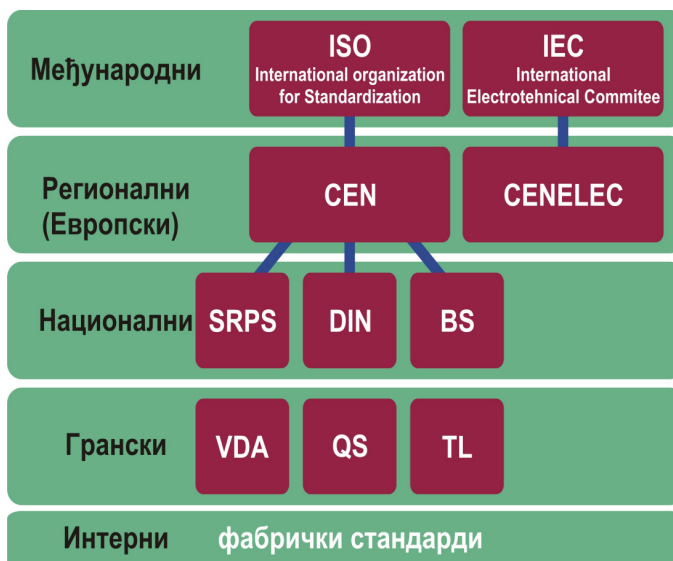 Међународни
ISO
International organization
for Standardization
IEC
International
Electrotehnical Commitee
Регионални
(Европски)
CEN
CENELEC
Национални
SRPS
DIN
BS
Грански
VDA
QS
TL
Интерни
фабрички стандарди